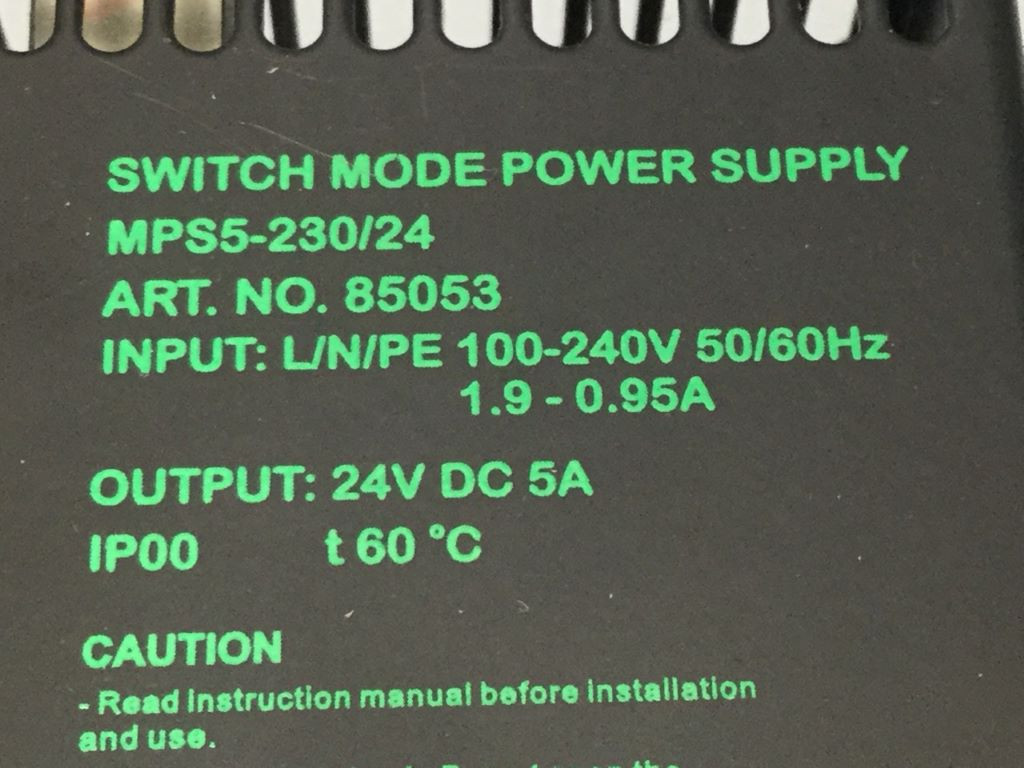 SWITCH MODE POWER SUPPLY
MPS5-230/24
ART. NO. 85053
INPUT: L/N/PE 100-240V 50/60Hz
1.9 - 0.95A
OUTPUT: 24V DC 5A
IP00 t 60 °C
CAUTION
- Read instruction manual before installation
and use.